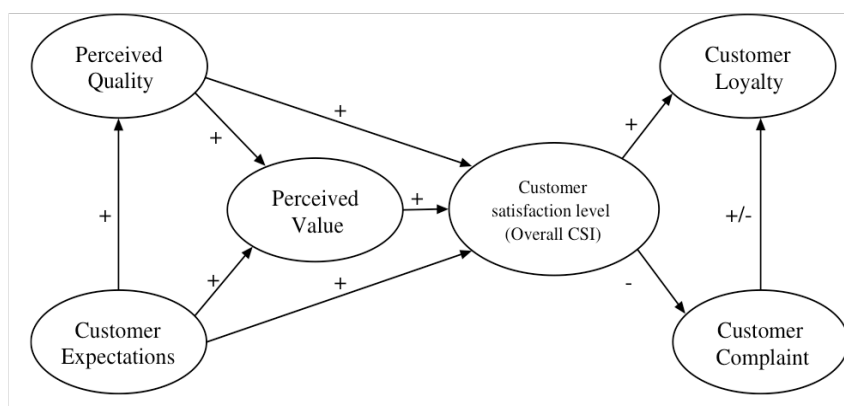 Perceived
Quality
Customer
Loyalty
+
+
+
Perceived
Value
+
Customer
satisfaction level
(Overall CSI)
+
+/-
+
+
-
Customer
Expectations
Customer
Complaint